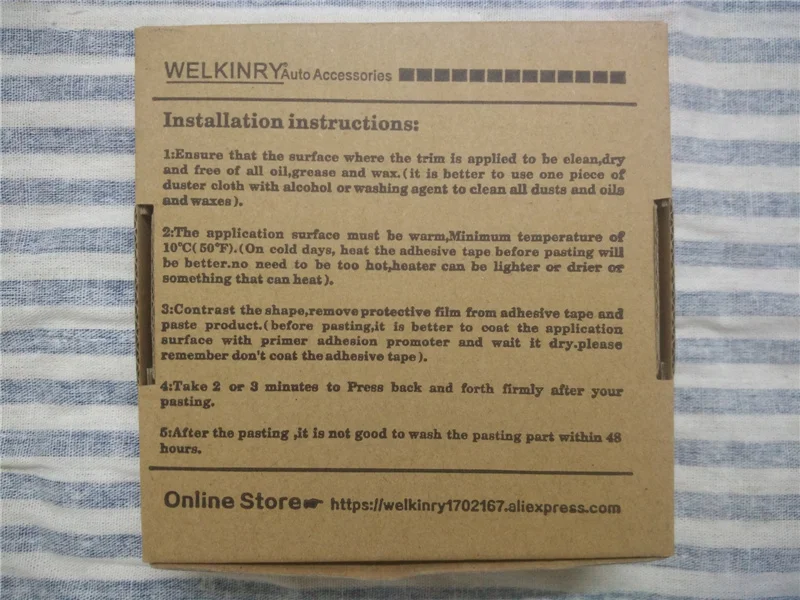 WELKINRY® Auto Accessories
Installation instructions:
1:Ensure that the surface where the trim is applied to be elean,dry
and free of all oil,grease and wax.(it is better to use one piece of
duster cloth with alcohol or washing agent to clean all dusts and oils
and waxes).
2:The application surface must be warm,Minimum temperature of
10°C(50°F).(On cold days, heat the adhesive tape before pasting will
be better.no need to be too hot,heater can be lighter or drier or
something that can heat).
3:Contrast the shape,remove protective film from adhesive tape and
paste product.(before pasting,it is better to coat the application
surface with primer adhesion promoter and wait it dry.please
remember don't coat the adhesive tape).
4:Take 2 or 3 minutes to Press back and forth firmly after your
pasting.
5:After the pasting ,it is not good to wash the pasting part within 48
hours.
Online Store☛ https://welkinry1702167.aliexpress.com